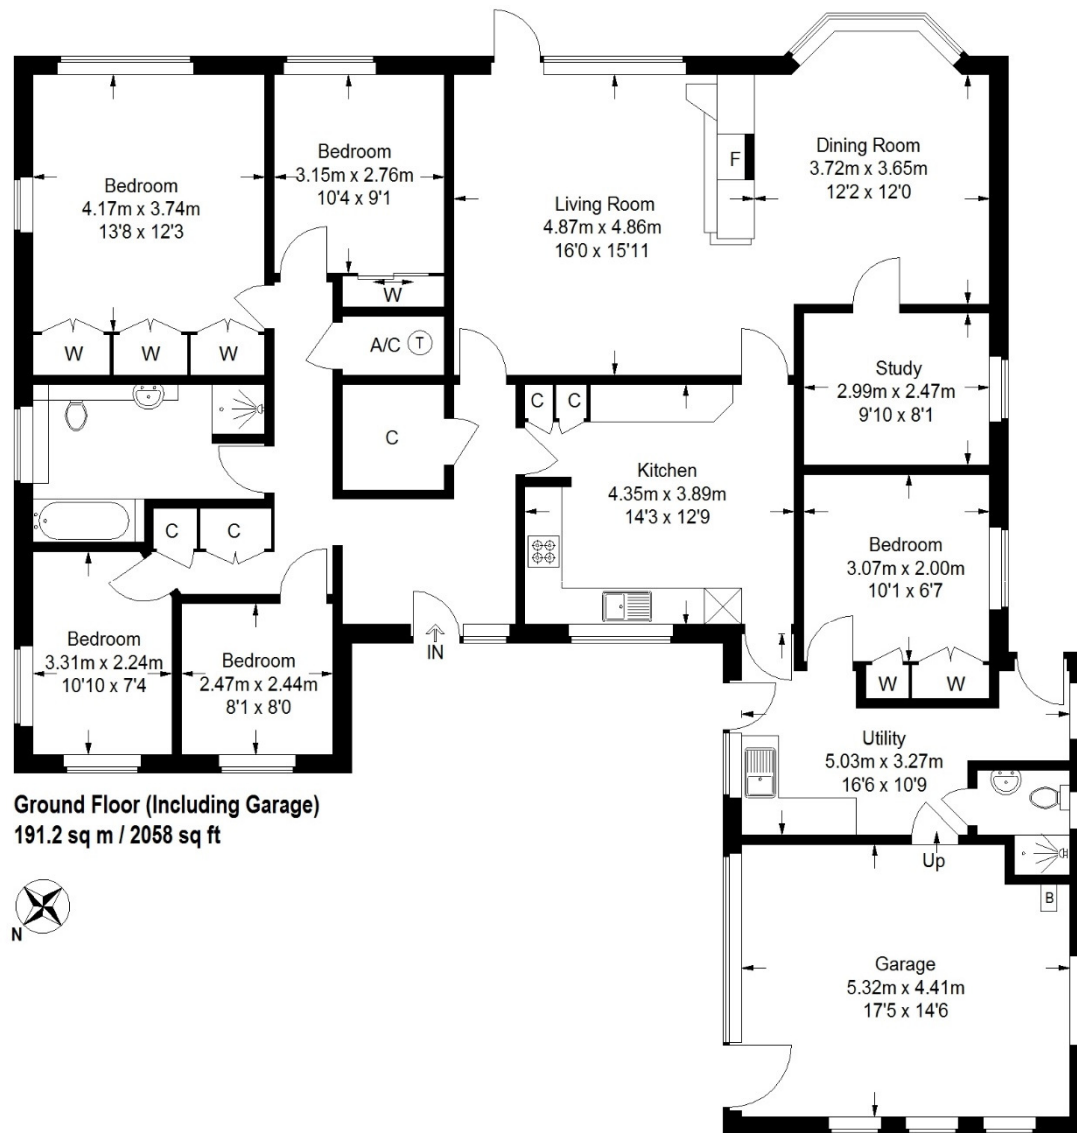 Bedroom
4.17m x 3.74m
13'8 x 12'3
Bedroom
3.15m x 2.76m
10'4 x 9'1
Living Room
4.87m x 4.86m
16'0 x 15'11
F
Dining Room
3.72m x 3.65m
12'2 x 12'0
W
W
W
W
A/C
T
C
C
C
Study
2.99m x 2.47m
9'10 x 8'1
Kitchen
4.35m x 3.89m
14'3 x 12'9
C
C
Bedroom
3.07m x 2.00m
10'1 x 6'7
Bedroom
3.31m x 2.24m
10'10 x 7'4
Bedroom
2.47m x 2.44m
8'1 x 8'0
IN
W
W
Utility
5.03m x 3.27m
16'6 x 10'9
Ground Floor (Including Garage)
191.2 sq m / 2058 sq ft
Up
B
N
Garage
5.32m x 4.41m
17'5 x 14'6